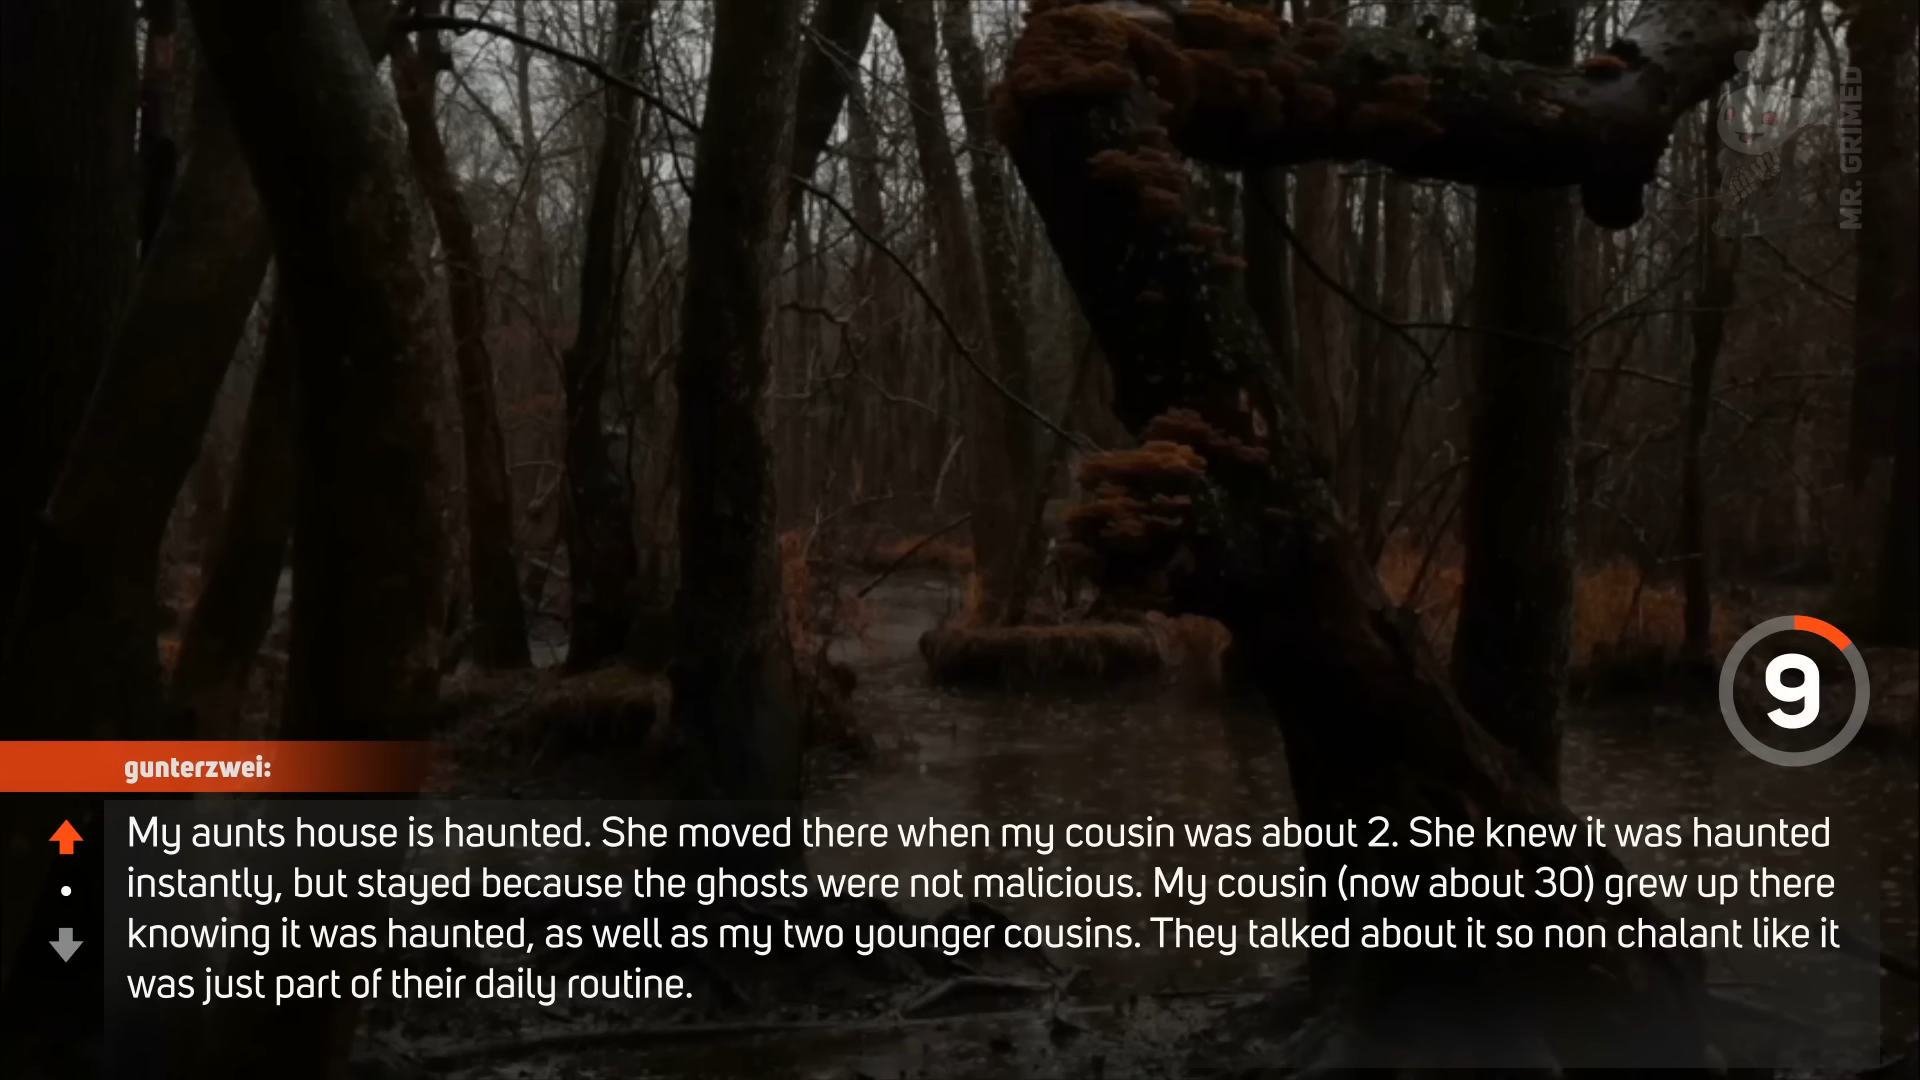 MR. GRIMED
9
gunterzwei:
My aunts house is haunted. She moved there when my cousin was about 2. She knew it was haunted
instantly, but stayed because the ghosts were not malicious. My cousin (now about 30) grew up there
knowing it was haunted, as well as my two younger cousins. They talked about it so non chalant like it
was just part of their daily routine.